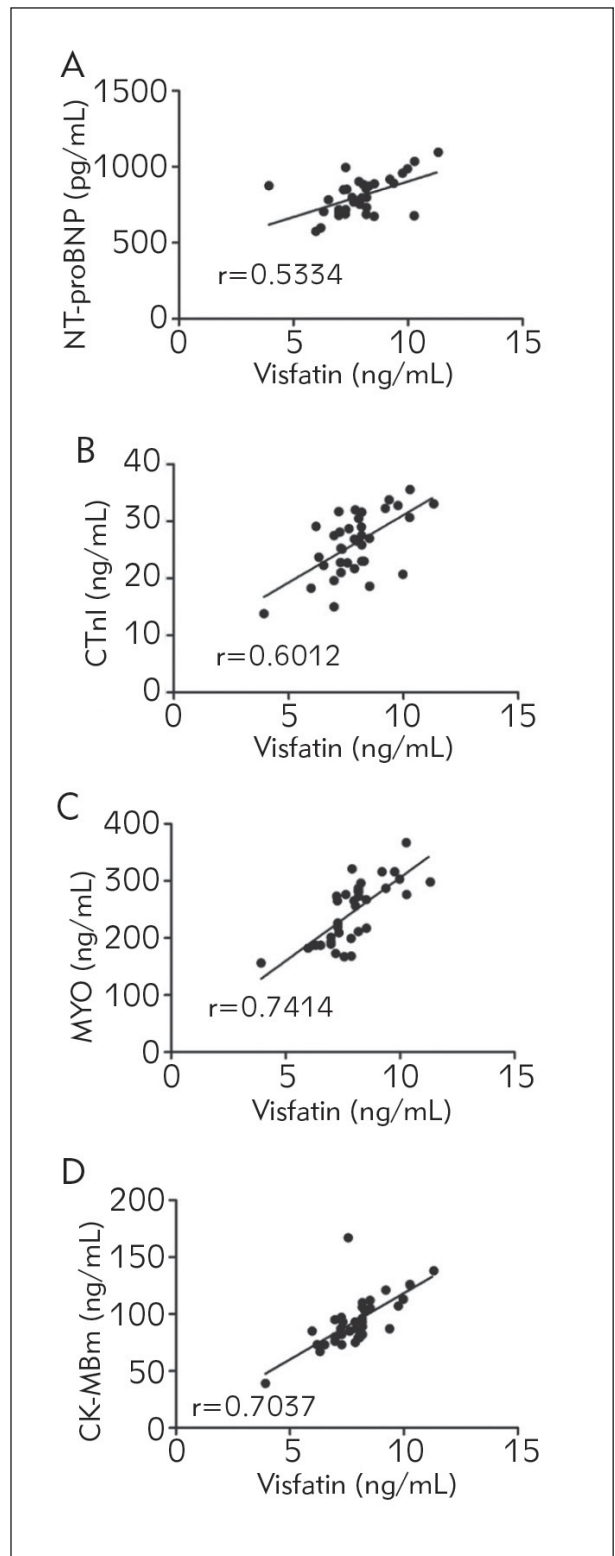 A
NT-proBNP (pg/mL)
1500
1000
500
0
r=0.5334
0 5 10 15
Visfatin (ng/mL)
B
CTnI (ng/mL)
40
30
20
10
0
r=0.6012
0 5 10 15
Visfatin (ng/mL)
C
MYO (ng/mL)
400
300
200
100
0
r=0.7414
0 5 10 15
Visfatin (ng/mL)
D
CK-MBm (ng/mL)
200
150
100
50
0
r=0.7037
0 5 10 15
Visfatin (ng/mL)